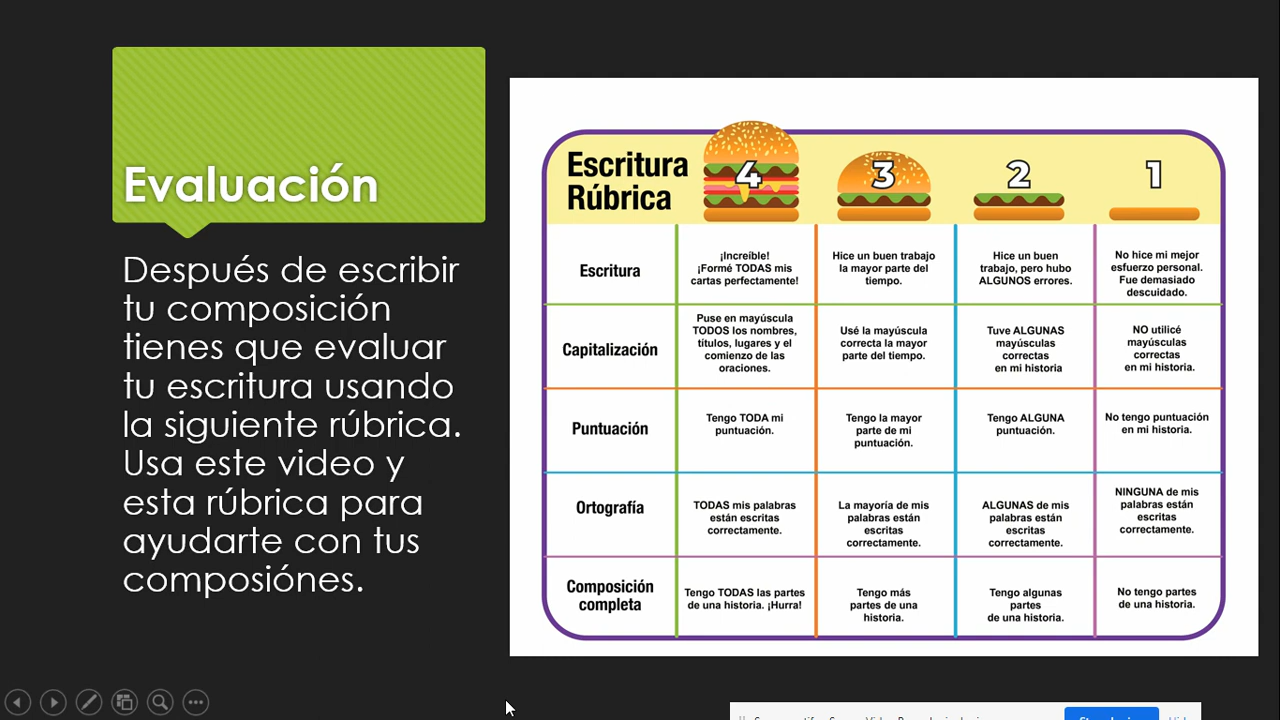 Evaluación
Después de escribir
tu composición
tienes que evaluar
tu escritura usando
la siguiente rúbrica.
Usa este video y
esta rúbrica para
ayudarte con tus
composiónes.
Escritura
Rúbrica
4
3
2
1
Escritura
¡Increíble!
¡Formé TODAS mis
cartas perfectamente!
Hice un buen trabajo
la mayor parte del
tiempo.
Hice un buen
trabajo, pero hubo
ALGUNOS errores.
No hice mi mejor
esfuerzo personal.
Fue demasiado
descuidado.
Capitalización
Puse en mayúscula
TODOS los nombres,
títulos, lugares y el
comienzo de las
oraciones.
Usé la mayúscula
correcta la mayor
parte del tiempo.
Tuve ALGUNAS
mayúsculas
correctas
en mi historia
NO utilicé
mayúsculas
correctas
en mi historia.
Puntuación
Tengo TODA mi
puntuación.
Tengo la mayor
parte de mi
puntuación.
Tengo ALGUNA
puntuación.
No tengo puntuación
en mi historia.
Ortografía
TODAS mis palabras
están escritas
correctamente.
La mayoría de mis
palabras están
escritas
correctamente.
ALGUNAS de mis
palabras están
escritas
correctamente.
NINGUNA de mis
palabras están
escritas
correctamente.
Composición
completa
Tengo TODAS las partes
de una historia. ¡Hurra!
Tengo más
partes de una
historia.
Tengo algunas
partes
de una historia.
No tengo partes
de una historia.